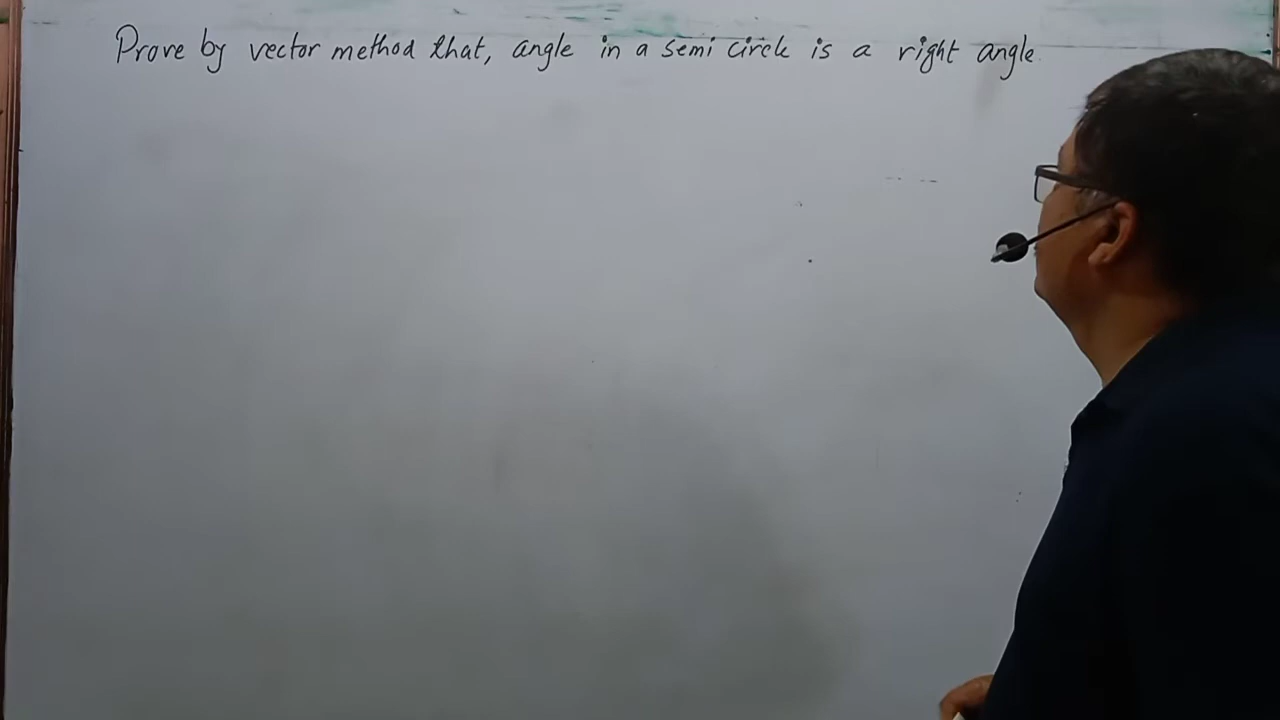 Prove by vector method that, angle in a semi circle is a right angle.